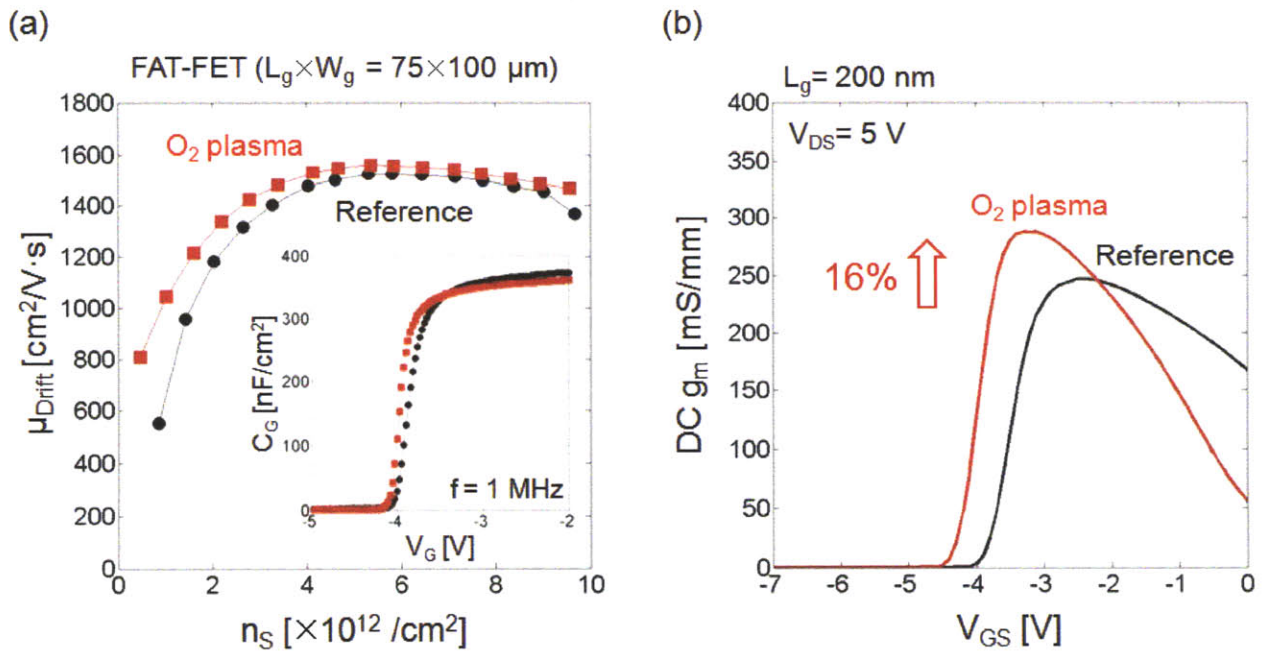 (a)
FAT-FET (Lg×Wg = 75×100 μm)
1800
1600
1400
1200
1000
800
600
400
200
0
O2 plasma
Reference
μDrift [cm²/V·s]
0 2 4 6 8 10
nS [×10¹² /cm²]
400
300
200
100
0
CG [nF/cm²]
f = 1 MHz
-5 -4 -3 -2
VG [V]
(b)
Lg= 200 nm
400
350
300
250
200
150
100
50
0
VDS= 5 V
O2 plasma
Reference
16%
DC gm [mS/mm]
-7 -6 -5 -4 -3 -2 -1 0
VGS [V]